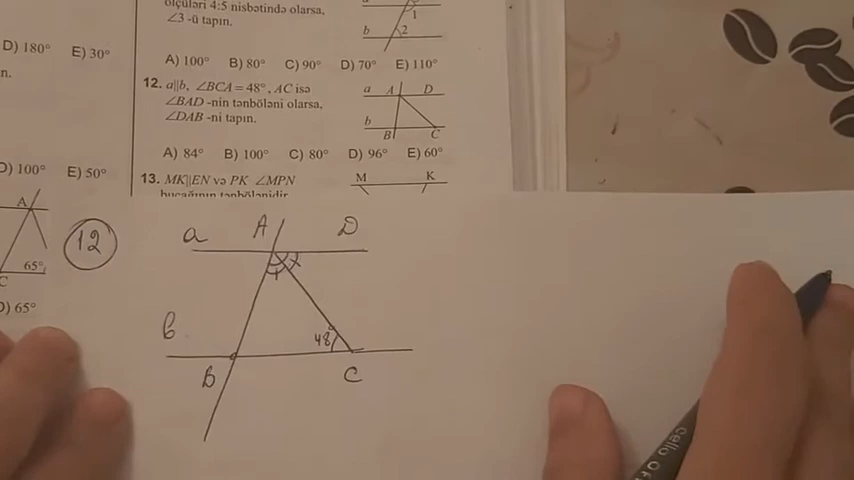 ölçüləri 4:5 nisbətində olarsa,
∠3 -ü tapın.
1
b
2
D) 180° E) 30°
A) 100° B) 80° C) 90° D) 70° E) 110°
n.
12. a||b, ∠BCA = 48°, AC isə
∠BAD -nin tənböləni olarsa,
∠DAB -ni tapın.
a A D
b
B C
A) 84° B) 100° C) 80° D) 96° E) 60°
D) 100° E) 50°
13. MK||EN və PK ∠MPN
bucağının tənbölənidir
M K
A
65°
C
D) 65°
12
a A D
48°
b
B C
Cello